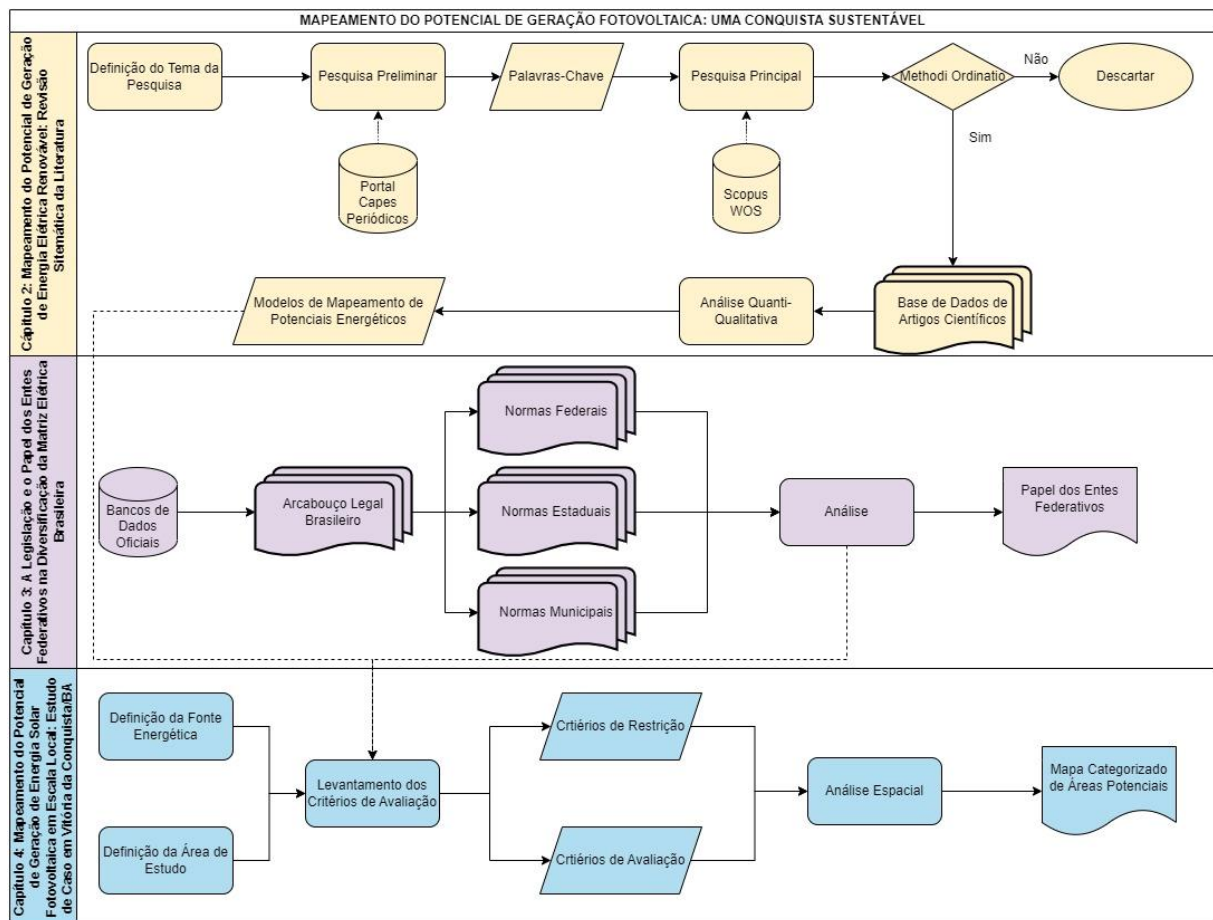 MAPEAMENTO DO POTENCIAL DE GERAÇÃO FOTOVOLTAICA: UMA CONQUISTA SUSTENTÁVEL
Cápitulo 2: Mapeamento do Potencial de Geração
de Energia Elétrica Renovável: Revisão
Sitemática da Literatura
Definição do Tema da
Pesquisa
Pesquisa Preliminar
Palavras-Chave
Pesquisa Principal
Methodi Ordinatio
Não
Descartar
Sim
Portal
Capes
Periódicos
Scopus
WOS
Modelos de Mapeamento de
Potenciais Energéticos
Análise Quanti-
Qualitativa
Base de Dados de
Artigos Científicos
Capítulo 3: A Legislação e o Papel dos Entes
Federativos na Diversificação da Matriz Elétrica
Brasileira
Bancos de
Dados
Oficiais
Arcabouço Legal
Brasileiro
Normas Federais
Normas Estaduais
Normas Municipais
Análise
Papel dos Entes
Federativos
Capítulo 4: Mapeamento do Potencial
de Geração de Energia Solar
Fotovoltaica em Escala Local: Estudo
de Caso em Vitória da Conquista/BA
Definição da Fonte
Energética
Definição da Área de
Estudo
Levantamento dos
Critérios de Avaliação
Crtiérios de Restrição
Crtiérios de Avaliação
Análise Espacial
Mapa Categorizado
de Áreas Potenciais